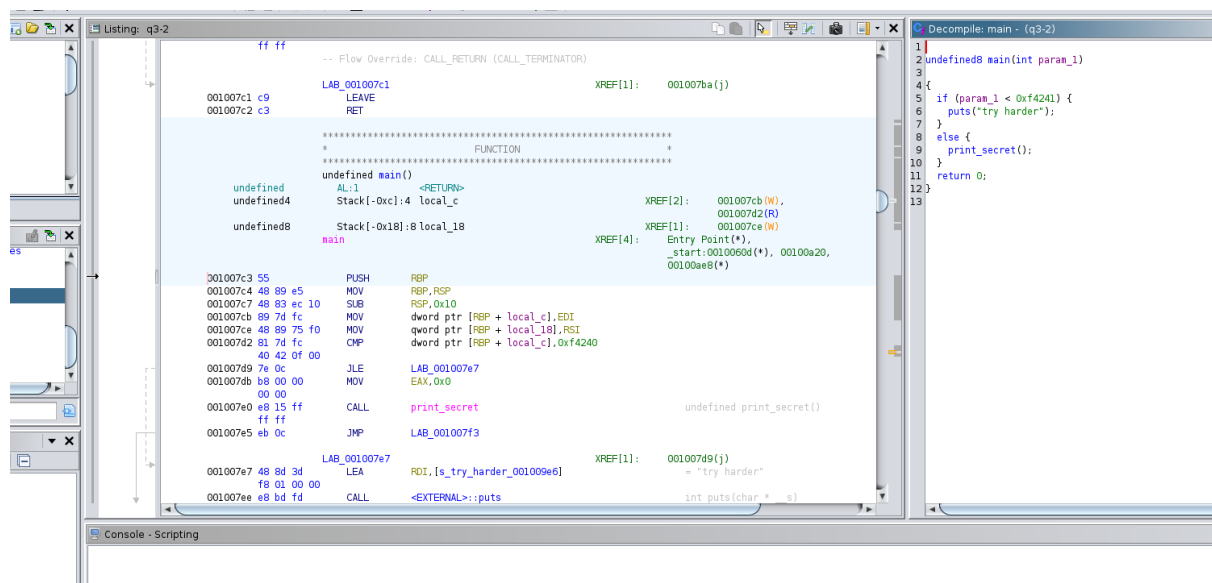 Listing: q3-2
ff ff
-- Flow Override: CALL_RETURN (CALL_TERMINATOR)
LAB_001007c1 XREF[1]: 001007ba(j)
001007c1 c9 LEAVE
001007c2 c3 RET
**************************************************************
* FUNCTION *
**************************************************************
undefined main()
undefined AL:1 <RETURN>
undefined4 Stack[-0xc]:4 local_c XREF[2]: 001007cb(W),
001007d2(R)
undefined8 Stack[-0x18]:8 local_18 XREF[1]: 001007ce(W)
main XREF[4]: Entry Point(*),
_start:0010060d(*), 00100a20,
00100ae8(*)
001007c3 55 PUSH RBP
001007c4 48 89 e5 MOV RBP,RSP
001007c7 48 83 ec 10 SUB RSP,0x10
001007cb 89 7d fc MOV dword ptr [RBP + local_c],EDI
001007ce 48 89 75 f0 MOV qword ptr [RBP + local_18],RSI
001007d2 81 7d fc CMP dword ptr [RBP + local_c],0xf4240
40 42 0f 00
001007d9 7e 0c JLE LAB_001007e7
001007db b8 00 00 MOV EAX,0x0
00 00
001007e0 e8 15 ff CALL print_secret undefined print_secret()
ff ff
001007e5 eb 0c JMP LAB_001007f3
LAB_001007e7 XREF[1]: 001007d9(j)
001007e7 48 8d 3d LEA RDI,[s_try_harder_001009e6] = "try harder"
f8 01 00 00
001007ee e8 bd fd CALL <EXTERNAL>::puts int puts(char * __s)
Decompile: main - (q3-2)
1
2 undefined8 main(int param_1)
3
4 {
5 if (param_1 < 0xf4241) {
6 puts("try harder");
7 }
8 else {
9 print_secret();
10 }
11 return 0;
12 }
13
Console - Scripting